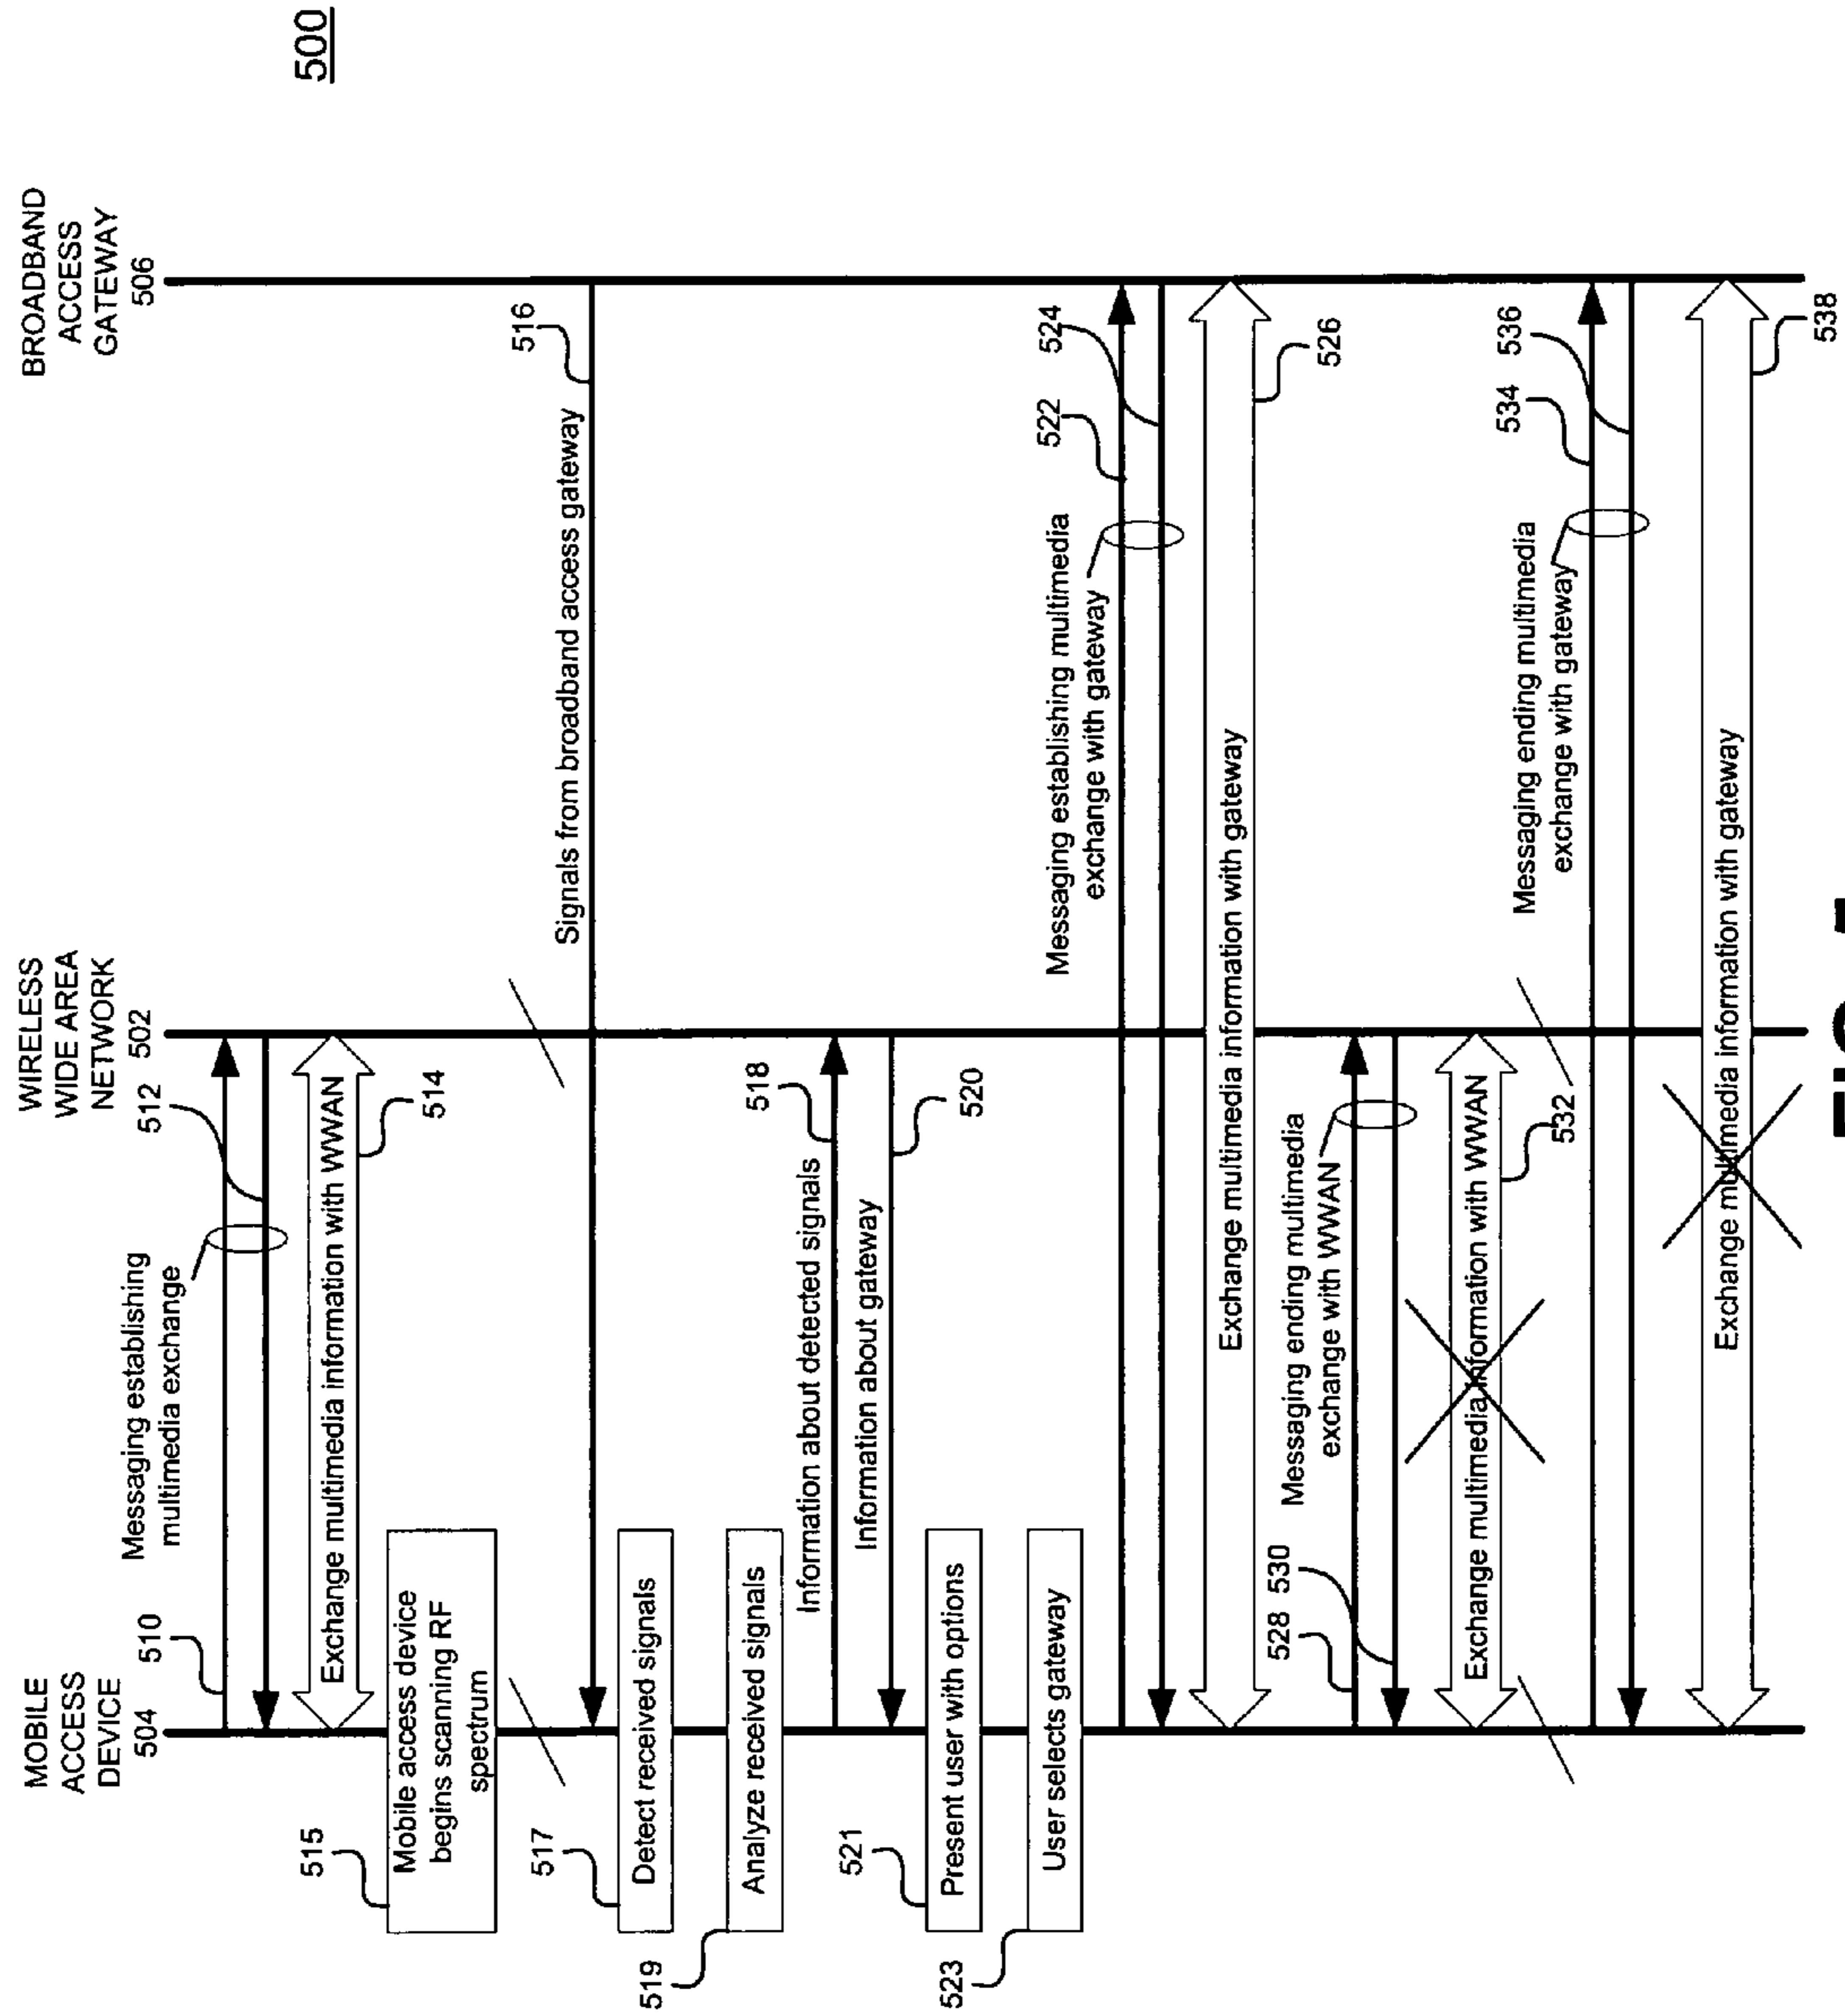 500
MOBILE
ACCESS
DEVICE
504
WIRELESS
WIDE AREA
NETWORK
502
BROADBAND
ACCESS
GATEWAY
506
510
Messaging establishing
multimedia exchange
512
Exchange multimedia information with WWAN
514
515
Mobile access device
begins scanning RF
spectrum
Signals from broadband access gateway
516
517
Detect received signals
519
Analyze received signals
Information about detected signals
518
Information about gateway
520
521
Present user with options
523
User selects gateway
Messaging establishing multimedia
exchange with gateway
522
524
Exchange multimedia information with gateway
526
528
530
Messaging ending multimedia
exchange with WWAN
Exchange multimedia information with WWAN
532
Messaging ending multimedia
exchange with gateway
534
536
Exchange multimedia information with gateway
538